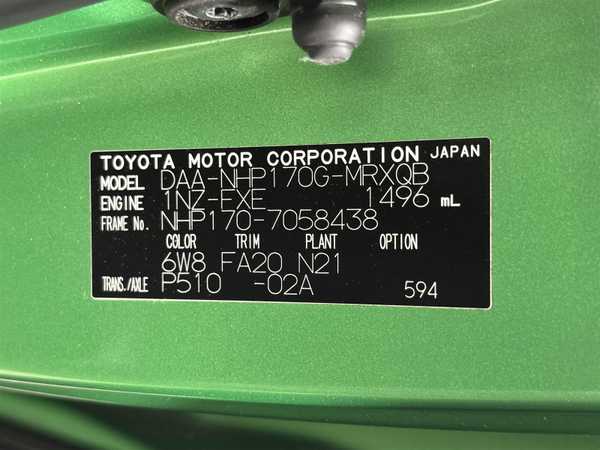 TOYOTA MOTOR CORPORATION JAPAN
MODEL DAA-NHP170G-MRXQB
ENGINE 1NZ-FXE 1496 mL
FRAME No. NHP170-7058438
COLOR TRIM PLANT OPTION
6W8 FA20 N21
TRANS./AXLE P510 -02A 594